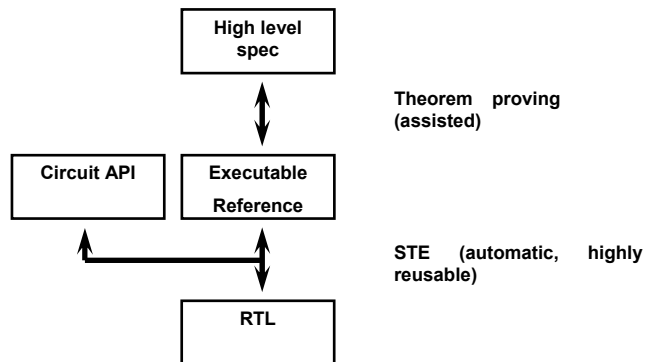 High level
spec
Theorem proving
(assisted)
Circuit API
Executable
Reference
STE (automatic, highly
reusable)
RTL